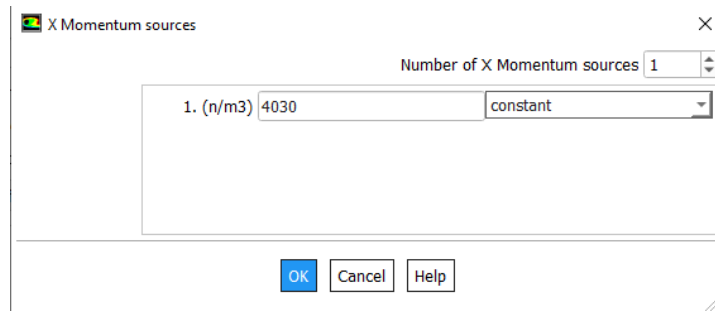 X Momentum sources
Number of X Momentum sources 1
1. (n/m3) 4030 constant
OK Cancel Help